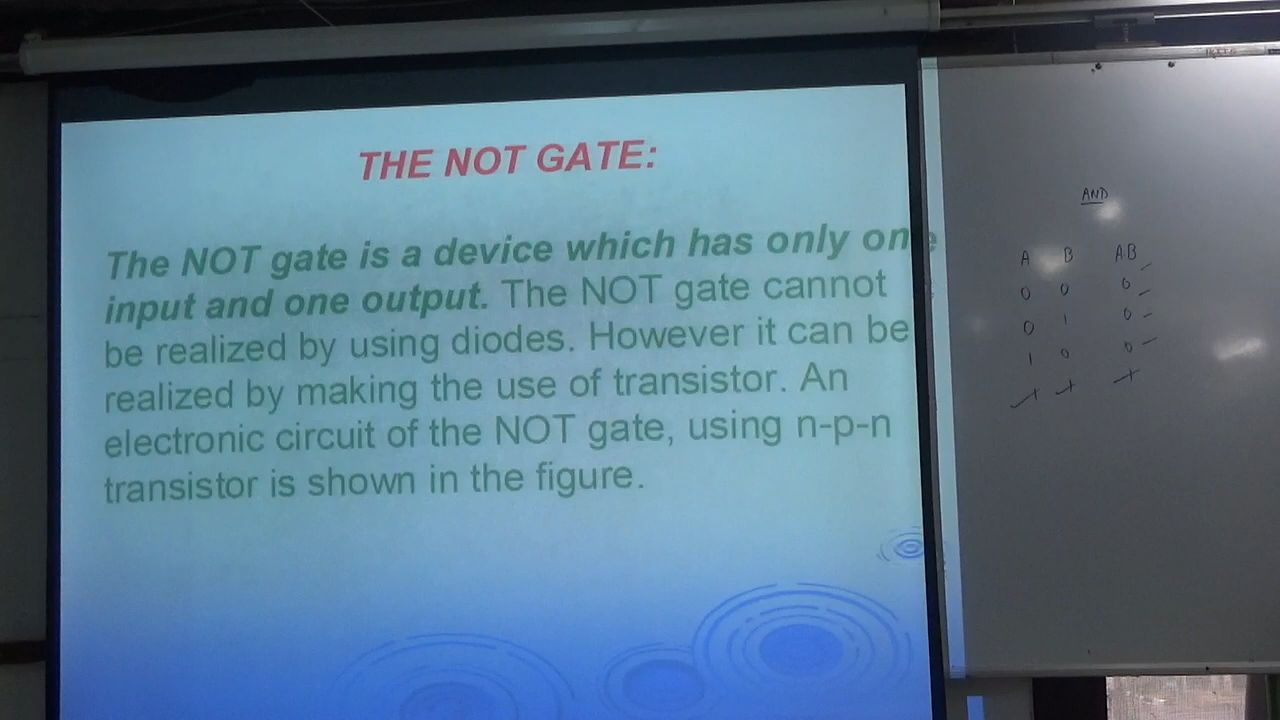 THE NOT GATE:
The NOT gate is a device which has only one
input and one output. The NOT gate cannot
be realized by using diodes. However it can be
realized by making the use of transistor. An
electronic circuit of the NOT gate, using n-p-n
transistor is shown in the figure.
AND
A B A.B
0 0 0
0 1 0
1 0 0